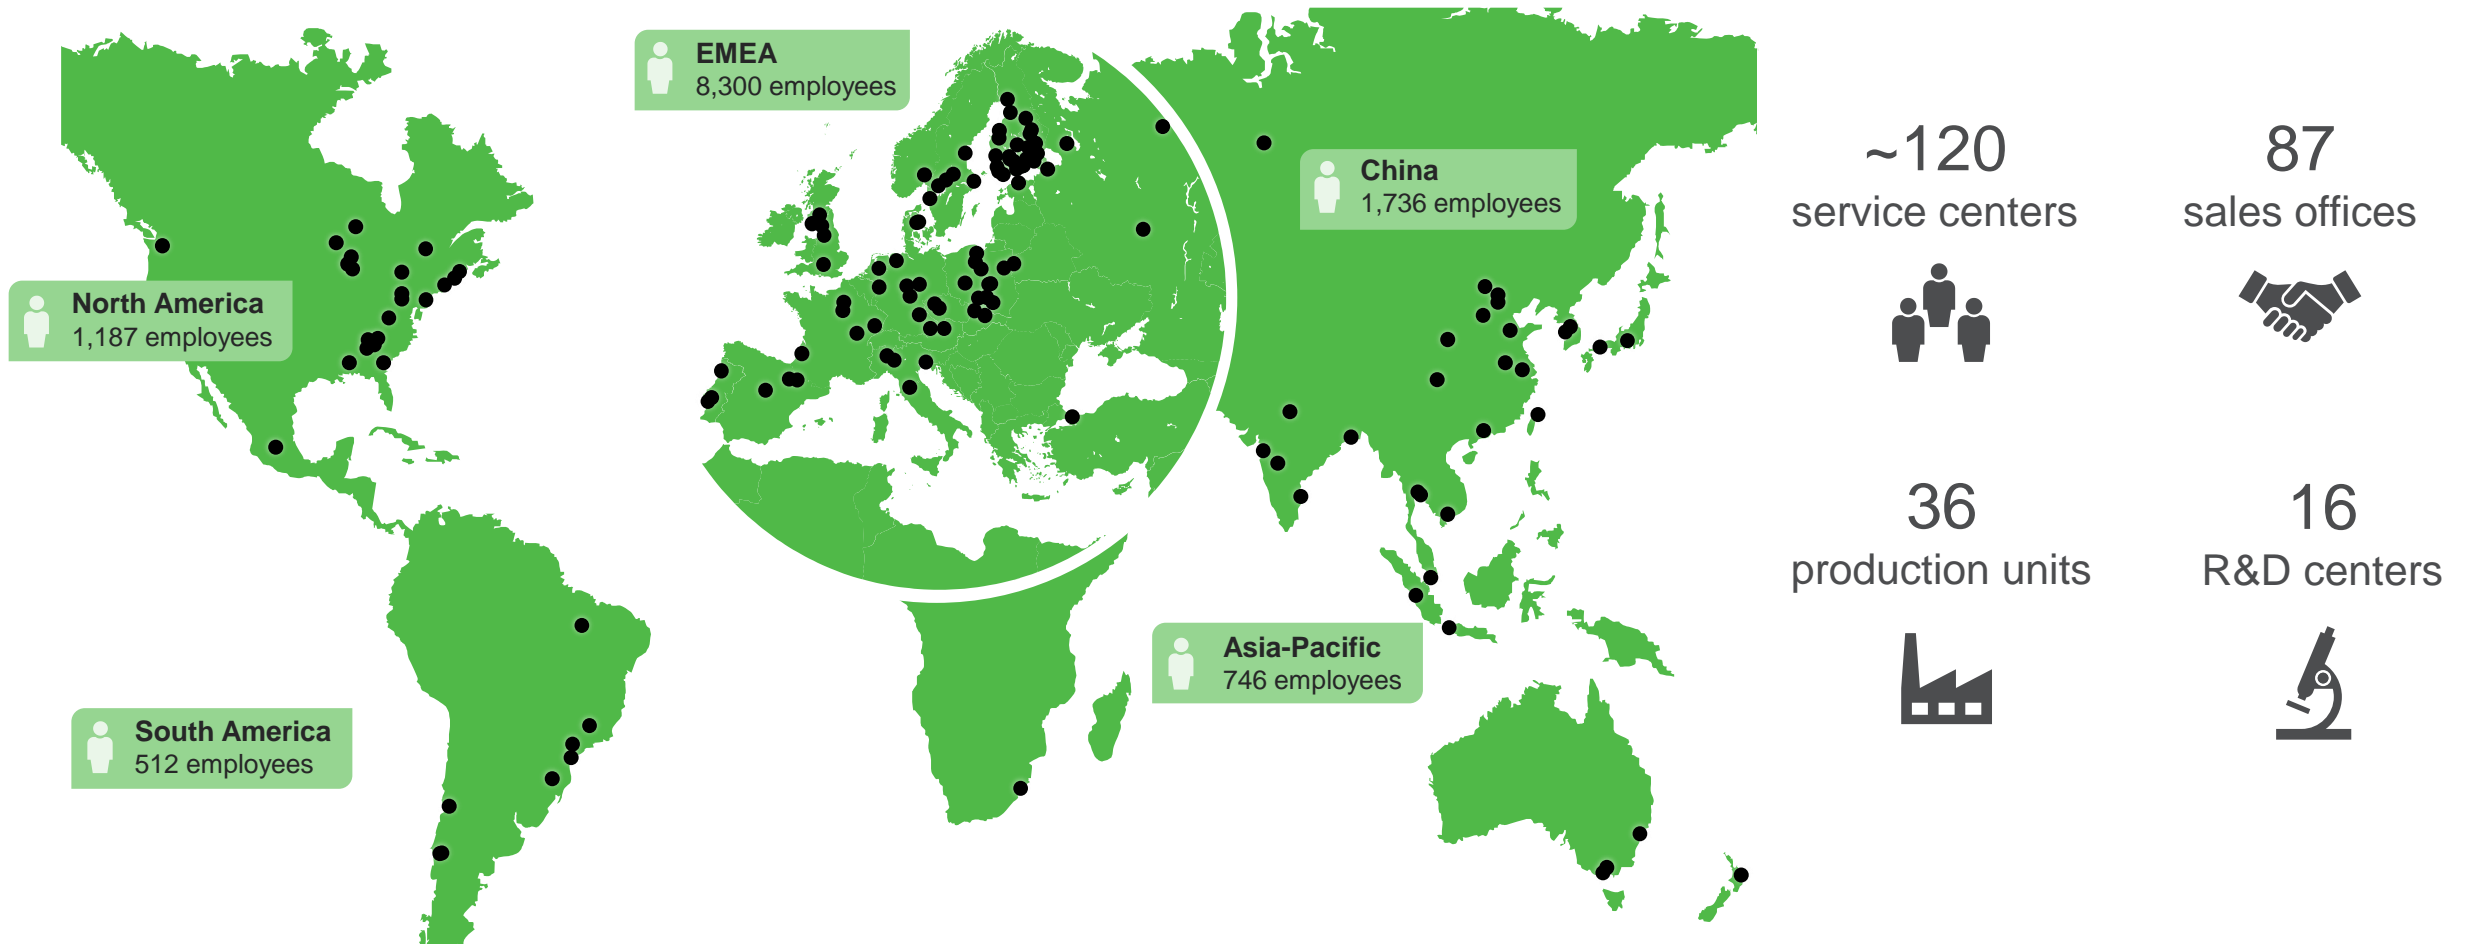 EMEA
8,300 employees
China
1,736 employees
North America
1,187 employees
Asia-Pacific
746 employees
South America
512 employees
~120
service centers
87
sales offices
36
production units
16
R&D centers